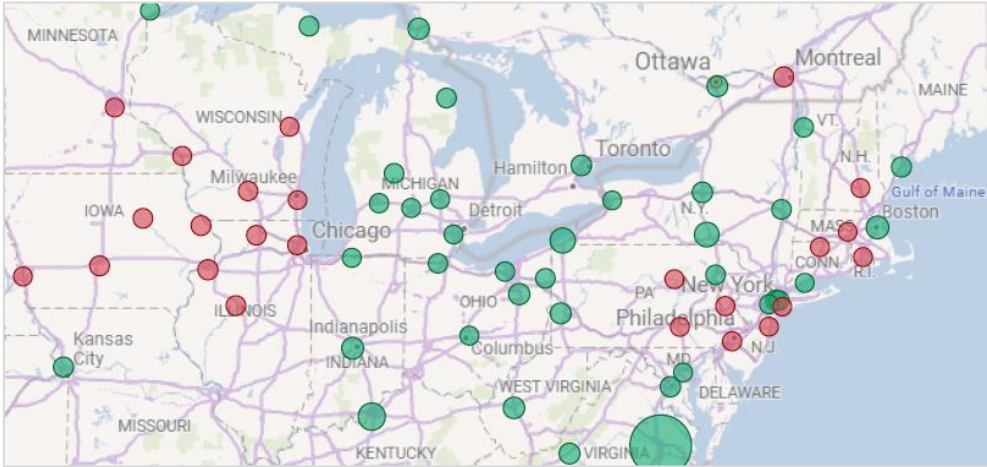 MINNESOTA
Ottawa
Montreal
MAINE
WISCONSIN
VT.
N.H.
Toronto
Hamilton
Milwaukee
MICHIGAN
Gulf of Maine
IOWA
Detroit
N.Y.
MASS
Boston
Chicago
CONN
R.I.
PA
New York
OHIO
ILLINOIS
Indianapolis
Philadelphia
Kansas
City
Columbus
N.J.
INDIANA
MD
WEST VIRGINIA
DELAWARE
MISSOURI
KENTUCKY
VIRGINIA